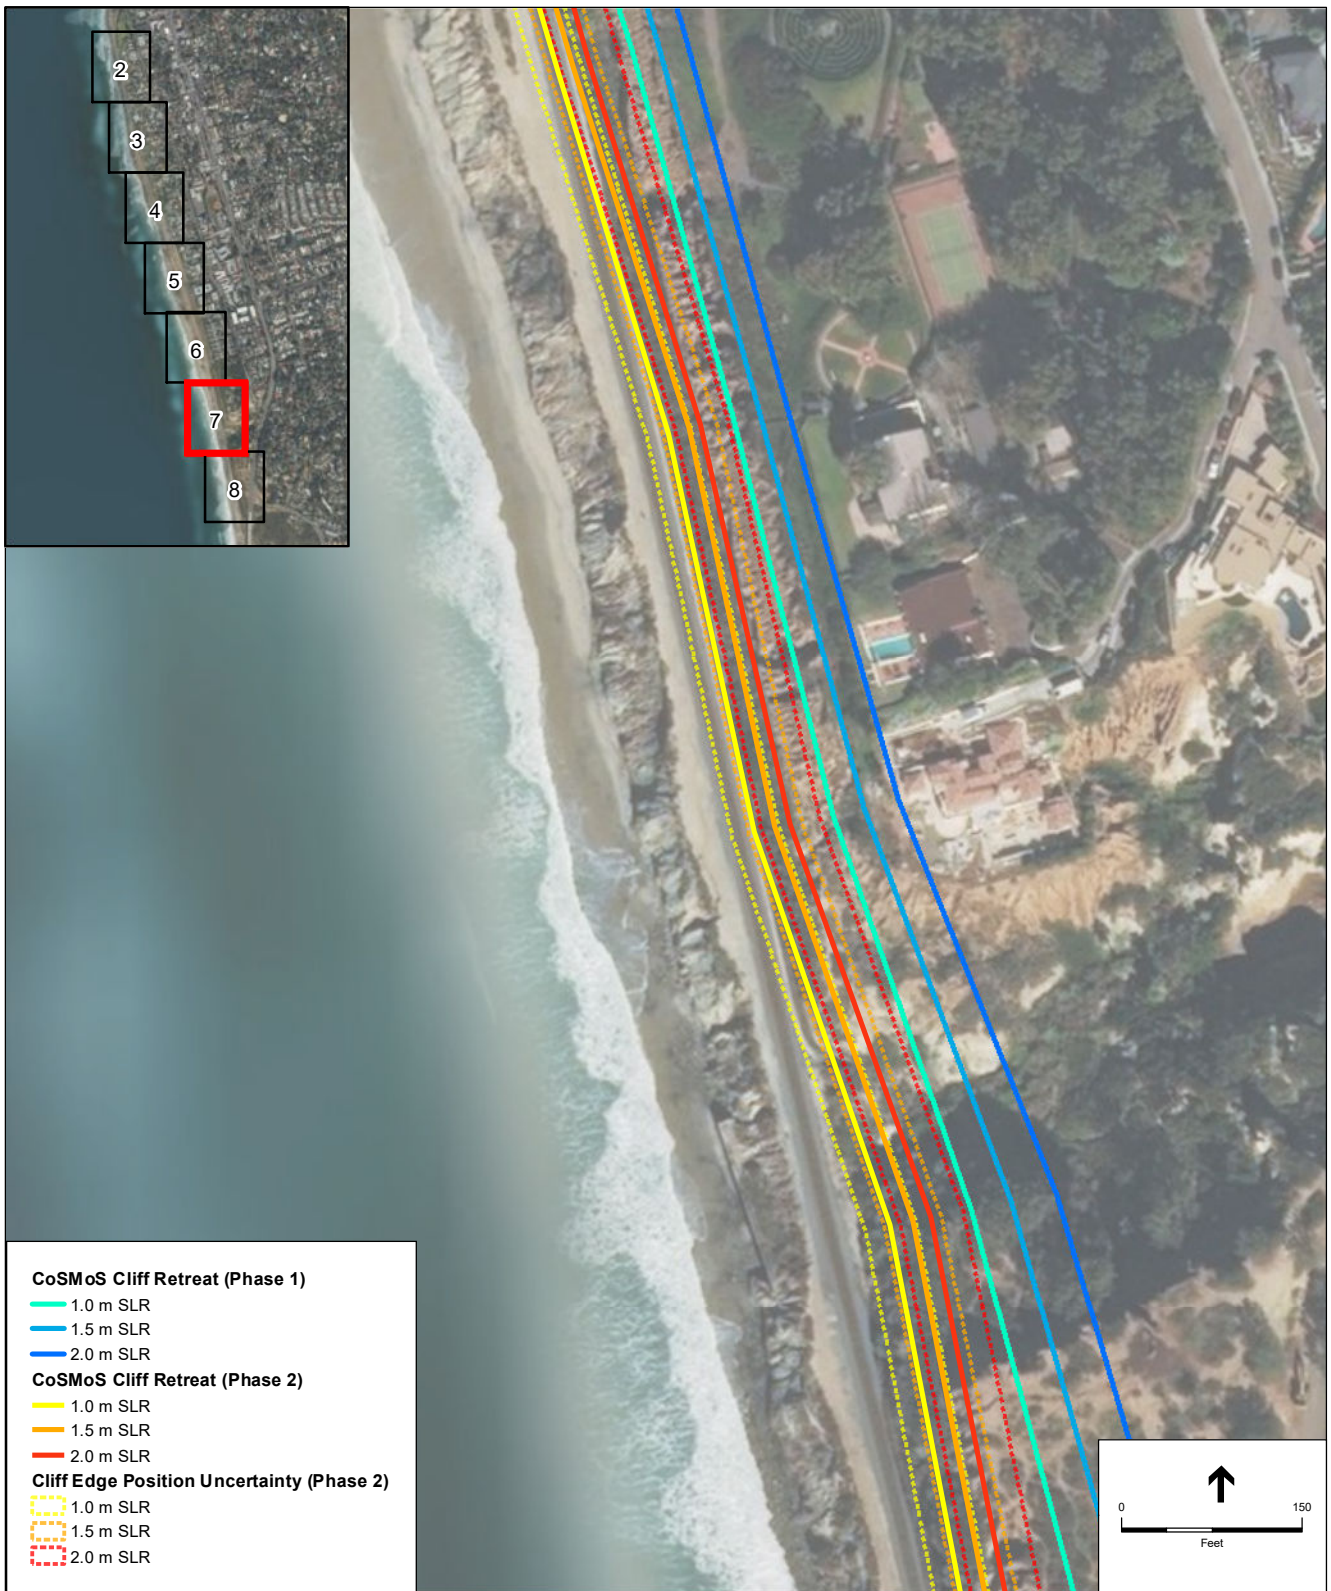 2
3
4
5
6
7
8
CoSMoS Cliff Retreat (Phase 1)
1.0 m SLR
1.5 m SLR
2.0 m SLR
CoSMoS Cliff Retreat (Phase 2)
1.0 m SLR
1.5 m SLR
2.0 m SLR
Cliff Edge Position Uncertainty (Phase 2)
1.0 m SLR
1.5 m SLR
2.0 m SLR
0 150
Feet